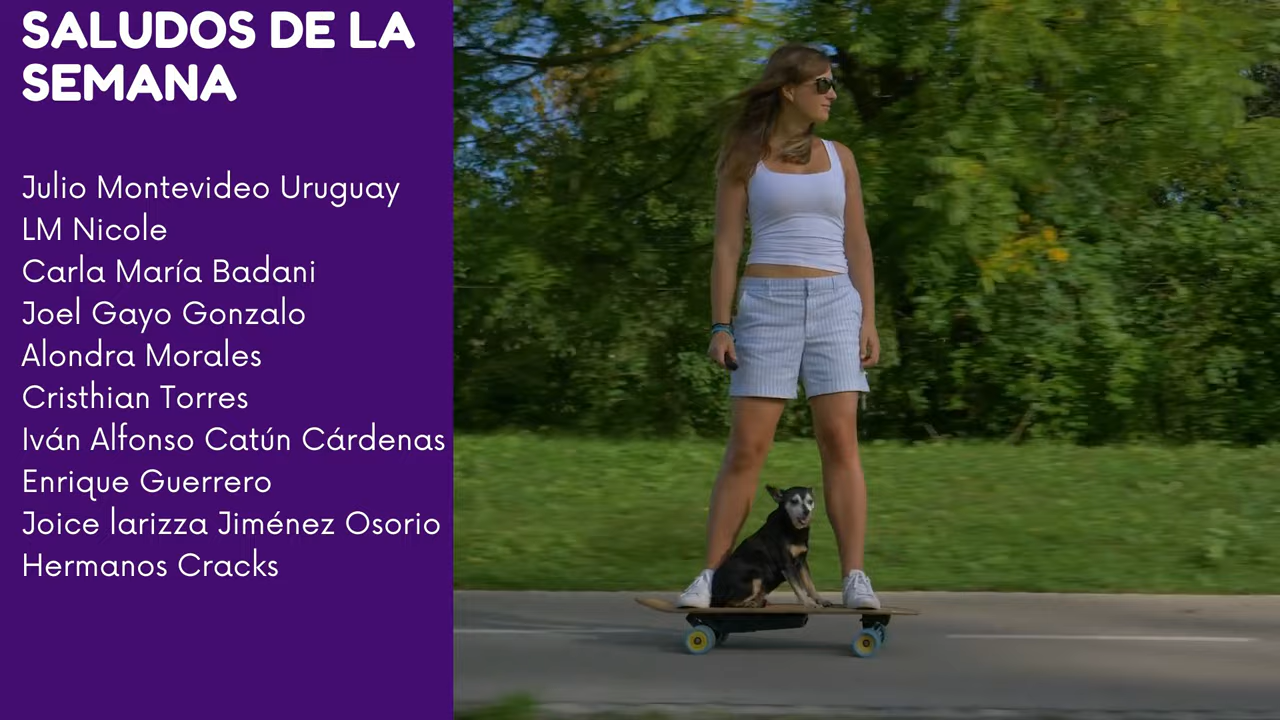 SALUDOS DE LA
SEMANA
Julio Montevideo Uruguay
LM Nicole
Carla María Badani
Joel Gayo Gonzalo
Alondra Morales
Cristhian Torres
Iván Alfonso Catún Cárdenas
Enrique Guerrero
Joice larizza Jiménez Osorio
Hermanos Cracks